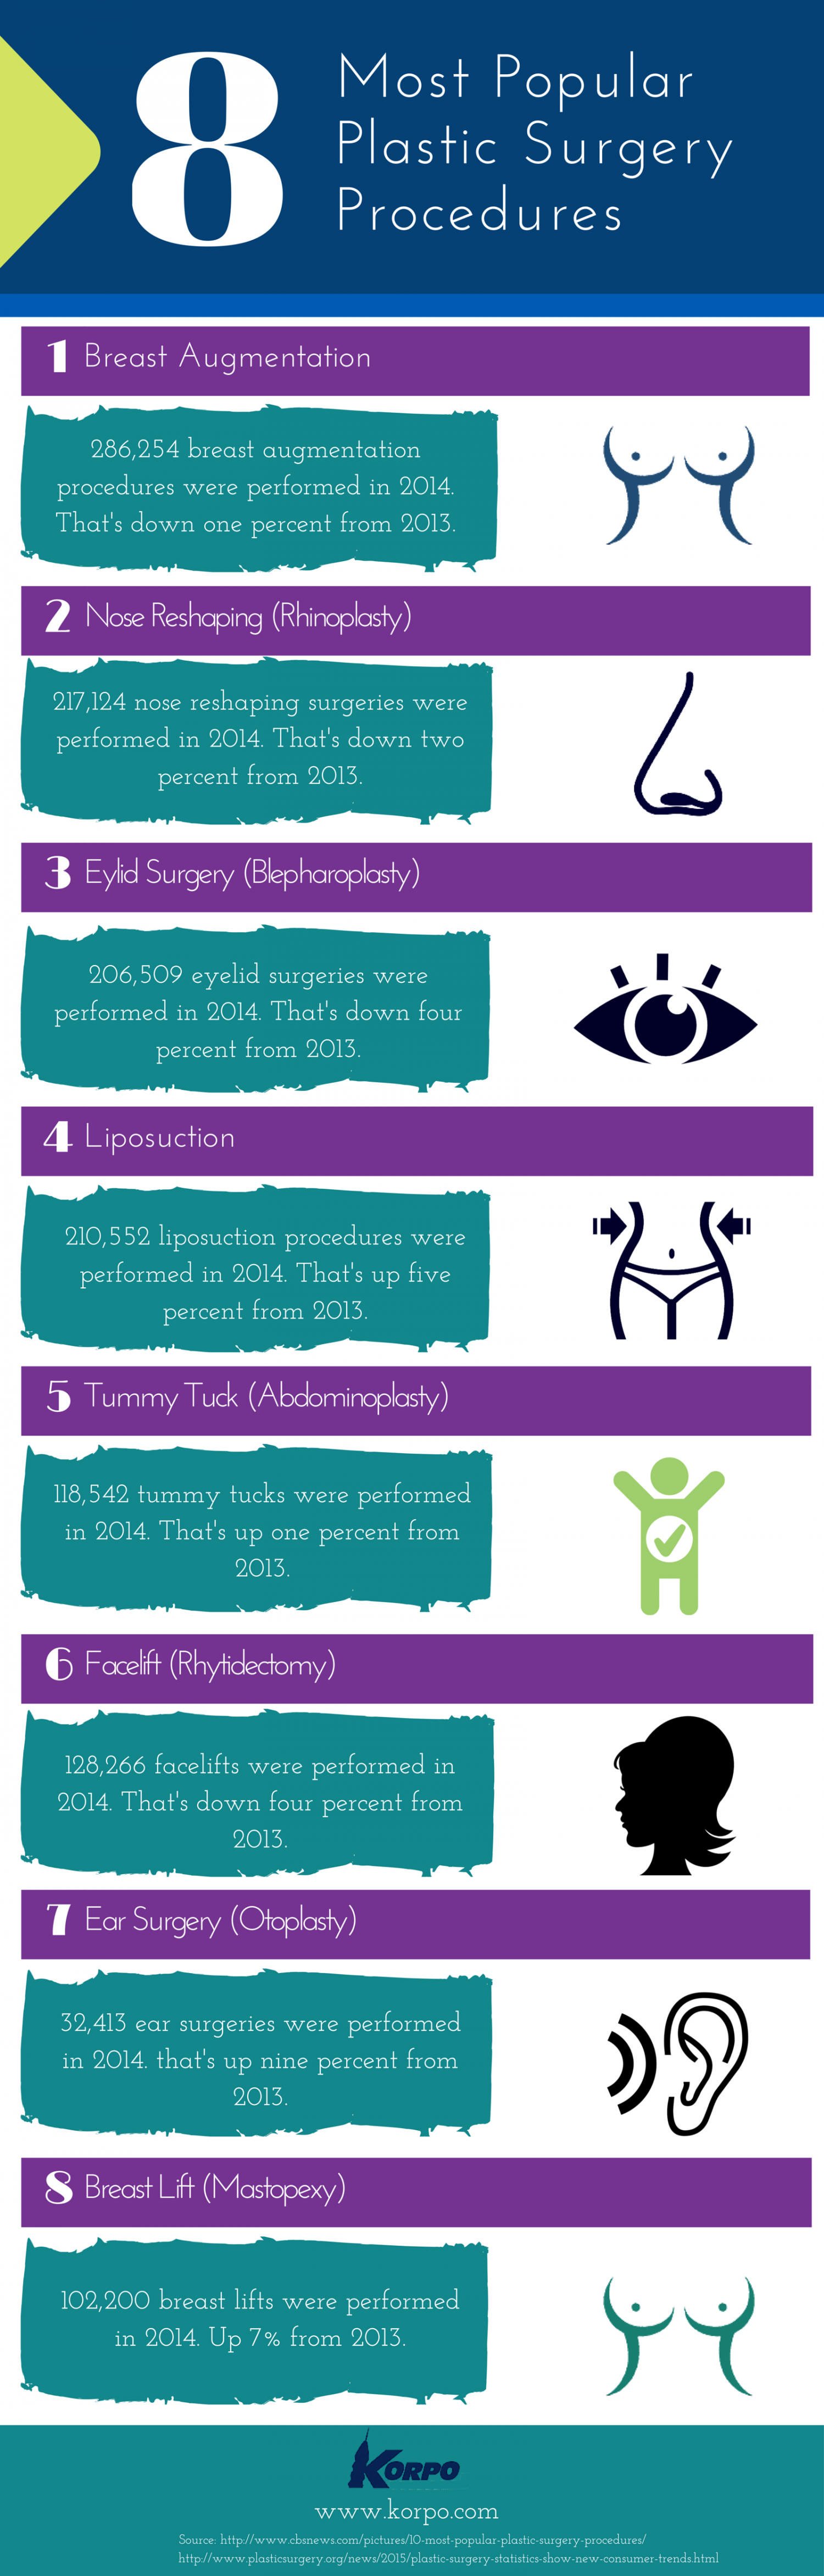 8
Most Popular
Plastic Surgery
Procedures
1 Breast Augmentation
286,254 breast augmentation
procedures were performed in 2014.
That's down one percent from 2013.
2 Nose Reshaping (Rhinoplasty)
217,124 nose reshaping surgeries were
performed in 2014. That's down two
percent from 2013.
3 Eylid Surgery (Blepharoplasty)
206,509 eyelid surgeries were
performed in 2014. That's down four
percent from 2013.
4 Liposuction
210,552 liposuction procedures were
performed in 2014. That's up five
percent from 2013.
5 Tummy Tuck (Abdominoplasty)
118,542 tummy tucks were performed
in 2014. That's up one percent from
2013.
6 Facelift (Rhytidectomy)
128,266 facelifts were performed in
2014. That's down four percent from
2013.
7 Ear Surgery (Otoplasty)
32,413 ear surgeries were performed
in 2014. that's up nine percent from
2013.
8 Breast Lift (Mastopexy)
102,200 breast lifts were performed
in 2014. Up 7% from 2013.
KORPO
www.korpo.com
Source: http://www.cbsnews.com/pictures/10-most-popular-plastic-surgery-procedures/
http://www.plasticsurgery.org/news/2015/plastic-surgery-statistics-show-new-consumer-trends.html